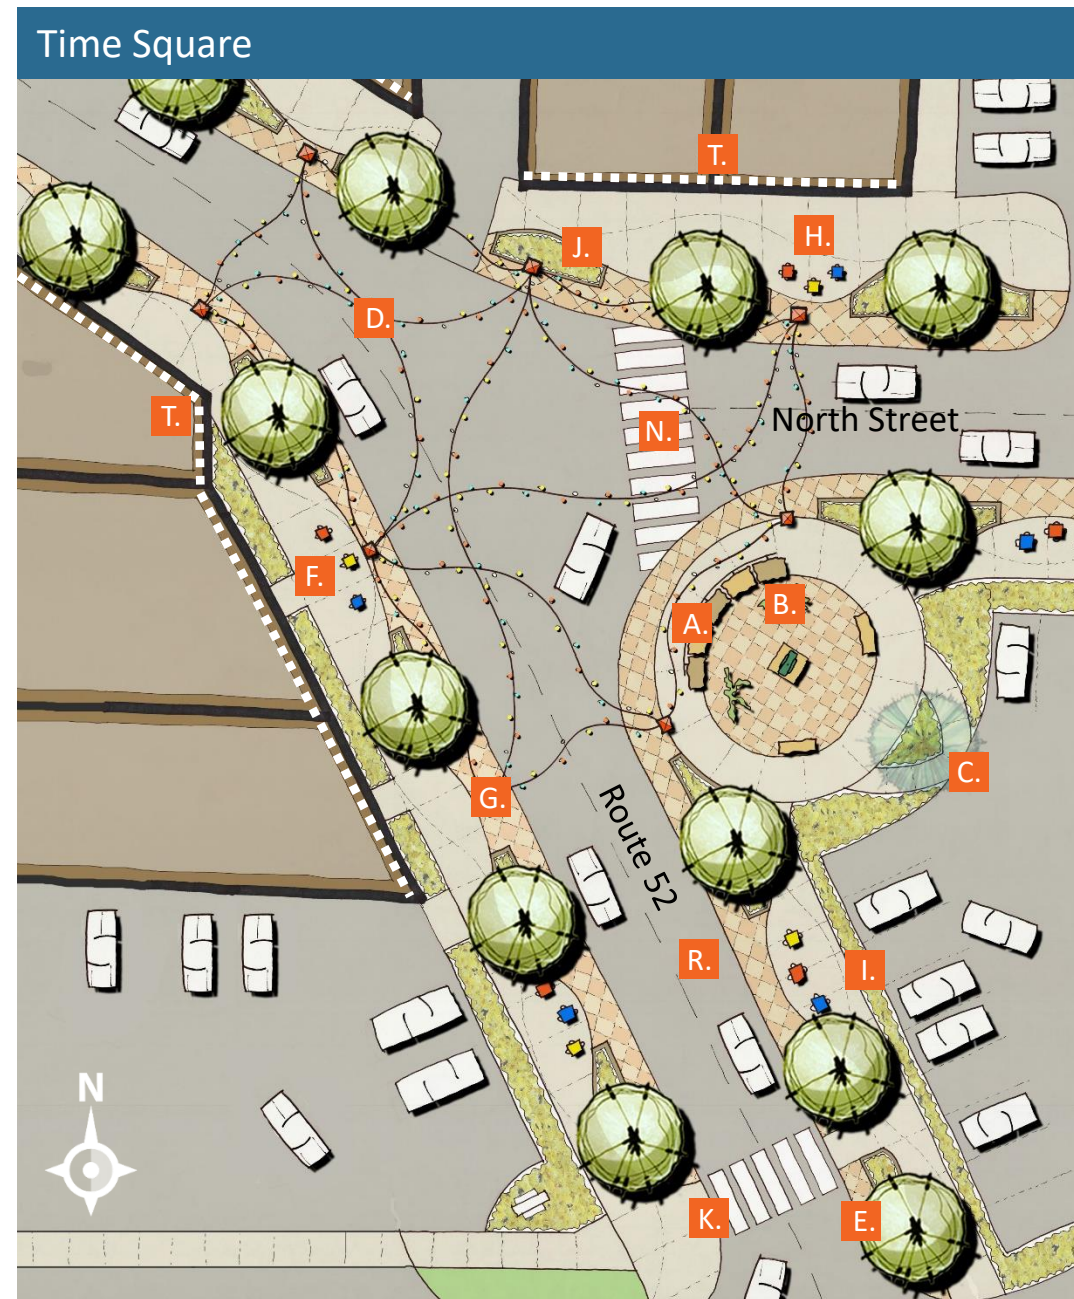 Time Square
T.
H.
J.
D.
T.
N.
North Street
F.
B.
A.
C.
G.
Route 52
R.
I.
N
K.
E.